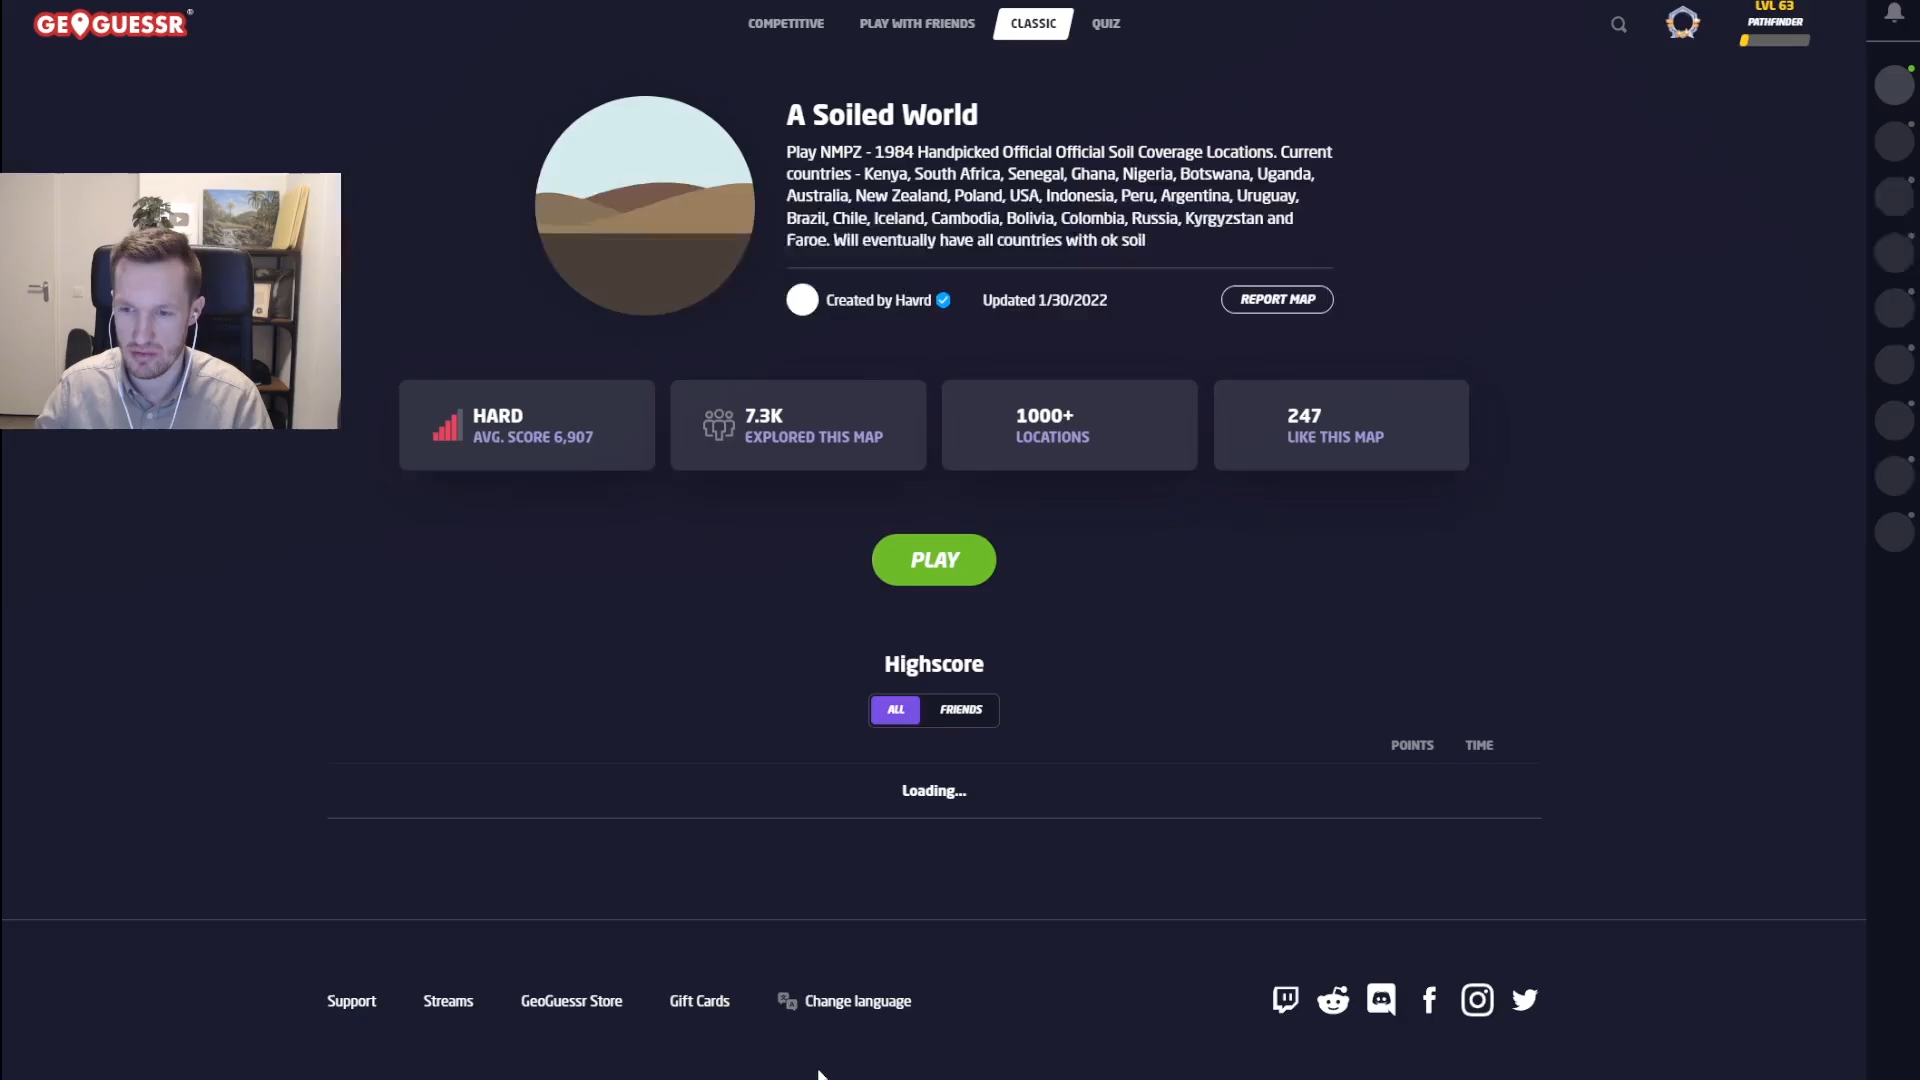 GEOGUESSR
COMPETITIVE
PLAY WITH FRIENDS
CLASSIC
QUIZ
LVL 63
PATHFINDER
A Soiled World
Play NMPZ - 1984 Handpicked Official Official Soil Coverage Locations. Current
countries - Kenya, South Africa, Senegal, Ghana, Nigeria, Botswana, Uganda,
Australia, New Zealand, Poland, USA, Indonesia, Peru, Argentina, Uruguay,
Brazil, Chile, Iceland, Cambodia, Bolivia, Colombia, Russia, Kyrgyzstan and
Faroe. Will eventually have all countries with ok soil
Created by Havrd
Updated 1/30/2022
REPORT MAP
HARD
AVG. SCORE 6,907
7.3K
EXPLORED THIS MAP
1000+
LOCATIONS
247
LIKE THIS MAP
PLAY
Highscore
ALL
FRIENDS
POINTS
TIME
Loading...
Support
Streams
GeoGuessr Store
Gift Cards
Change language